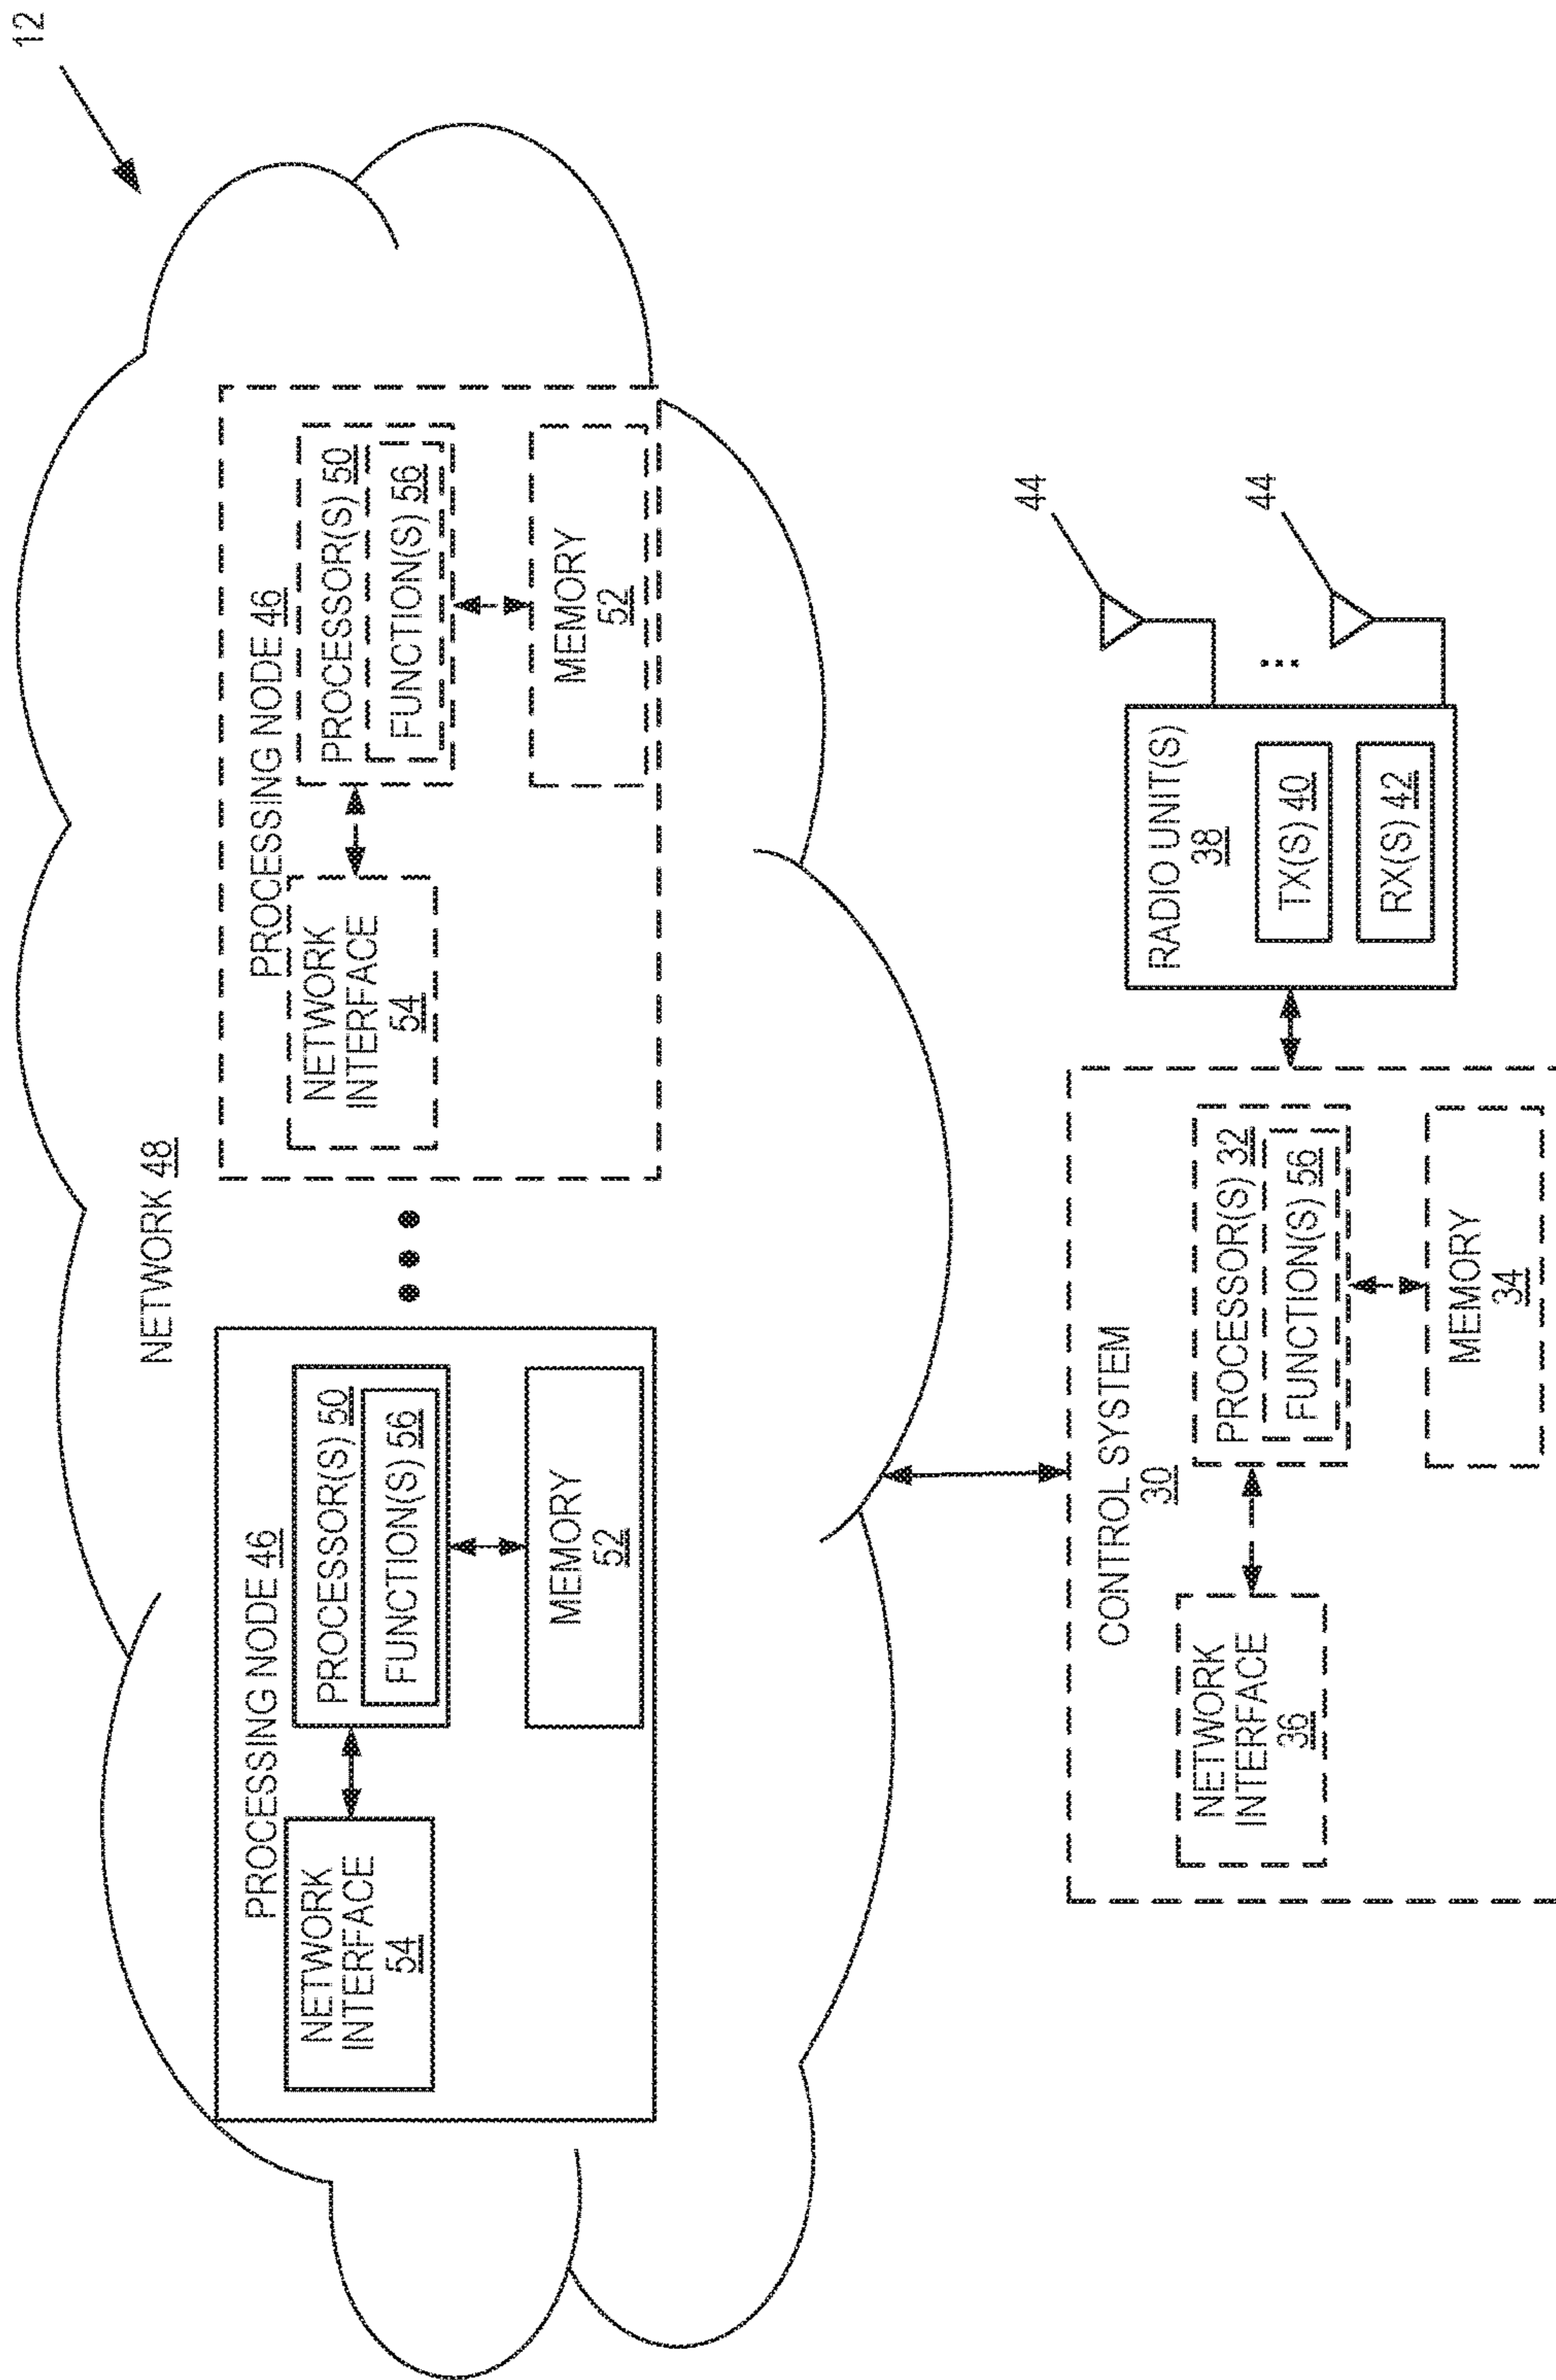 12
NETWORK 48
PROCESSING NODE 46
NETWORK
INTERFACE
54
PROCESSOR(S) 50
FUNCTION(S) 56
MEMORY
52
PROCESSING NODE 46
NETWORK
INTERFACE
54
PROCESSOR(S) 50
FUNCTION(S) 56
MEMORY
52
CONTROL SYSTEM
30
NETWORK
INTERFACE
36
PROCESSOR(S) 32
FUNCTION(S) 56
MEMORY
34
RADIO UNIT(S)
38
TX(S) 40
RX(S) 42
44
44